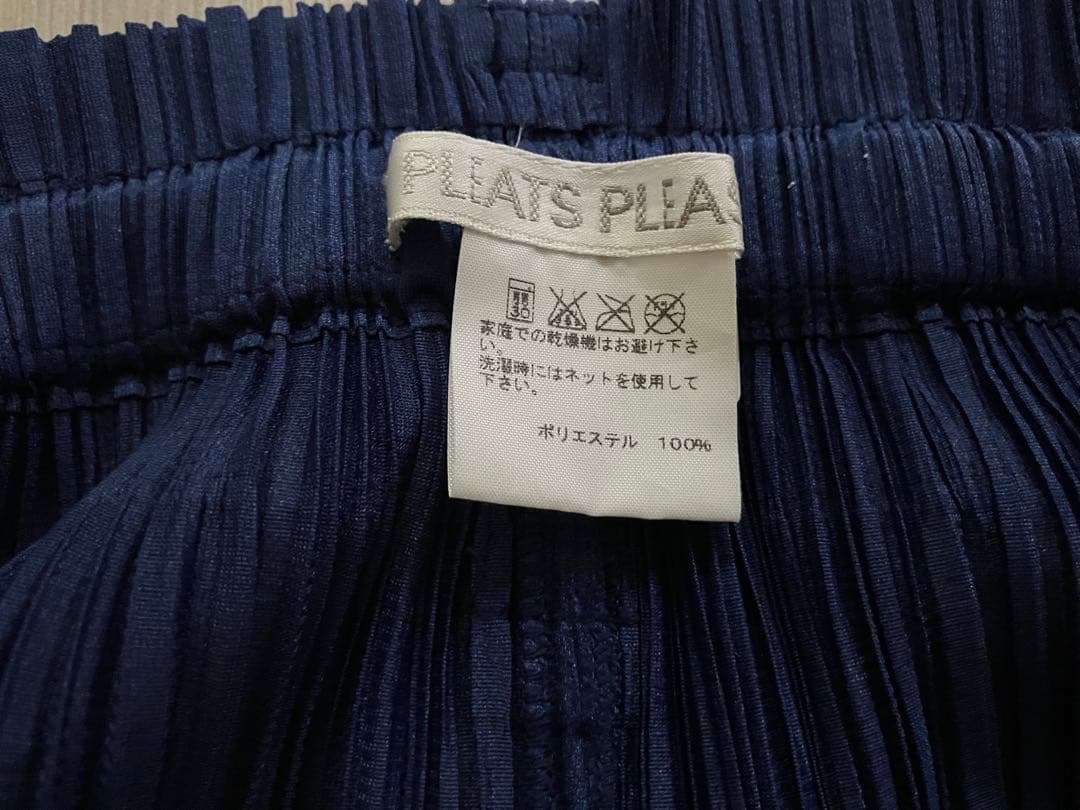 PLEATS PLEAS
家庭での乾燥機はお避け下さ
い。
洗濯時にはネットを使用して
下さい。
ポリエステル 100%